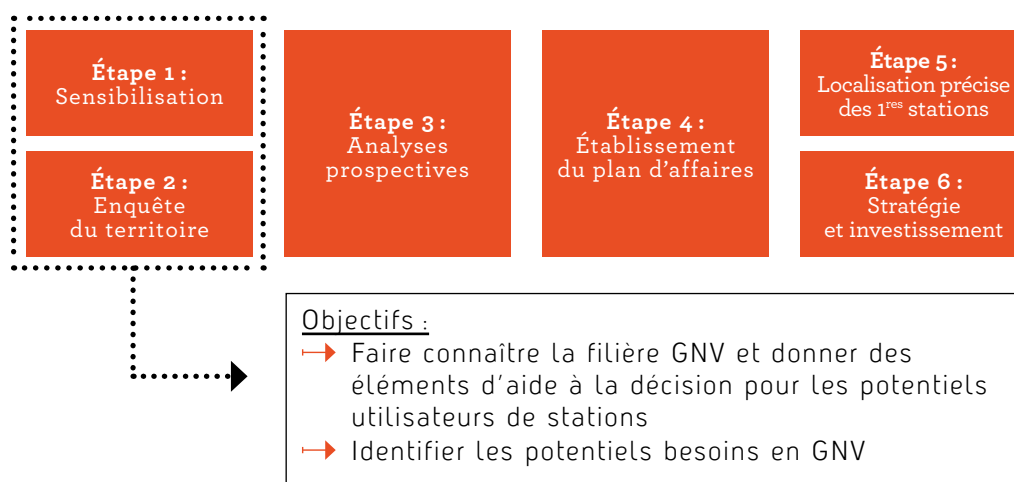 Étape 1 :
Sensibilisation
Étape 2 :
Enquête
du territoire
Étape 3 :
Analyses
prospectives
Étape 4 :
Établissement
du plan d’affaires
Étape 5 :
Localisation précise
des 1res stations
Étape 6 :
Stratégie
et investissement
Objectifs :
Faire connaître la filière GNV et donner des
éléments d'aide à la décision pour les potentiels
utilisateurs de stations
Identifier les potentiels besoins en GNV